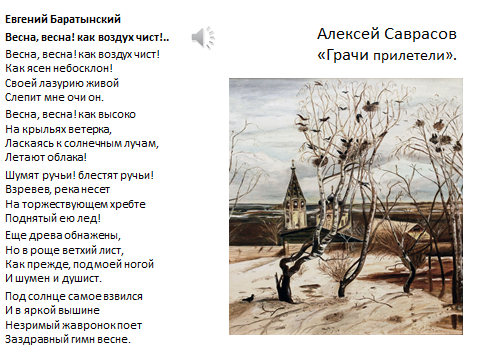 Евгений Баратынский
Весна, весна! как воздух чист!..
Весна, весна! как воздух чист!
Как ясен небосклон!
Своей лазурию живой
Слепит мне очи он.
Весна, весна! как высоко
На крыльях ветерка,
Ласкаясь к солнечным лучам,
Летают облака!
Шумят ручьи! блестят ручьи!
Взревев, река несет
На торжествующем хребте
Поднятый ею лед!
Еще древа обнажены,
Но в роще ветхий лист,
Как прежде, под моей ногой
И шумен и душист.
Под солнце самое взвился
И в яркой вышине
Незримый жавронок поет
Заздравный гимн весне.
Алексей Саврасов
«Грачи прилетели».